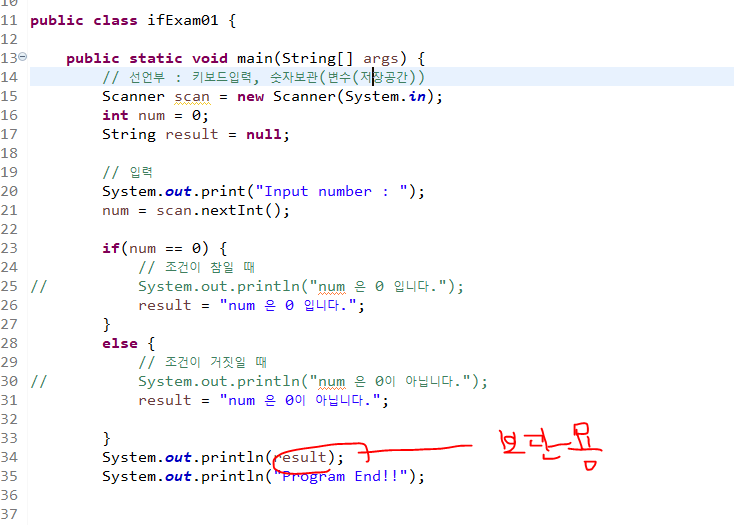 10
11 public class ifExam01 {
12
13 public static void main(String[] args) {
14 // 선언부 : 키보드입력, 숫자보관(변수(저장공간))
15 Scanner scan = new Scanner(System.in);
16 int num = 0;
17 String result = null;
18
19 // 입력
20 System.out.print("Input number : ");
21 num = scan.nextInt();
22
23 if(num == 0) {
24 // 조건이 참일 때
25 // System.out.println("num 은 0 입니다.");
26 result = "num 은 0 입니다.";
27 }
28 else {
29 // 조건이 거짓일 때
30 // System.out.println("num 은 0이 아닙니다.");
31 result = "num 은 0이 아닙니다.";
32
33 }
34 System.out.println(result); 보관용
35 System.out.println("Program End!!");
36
37